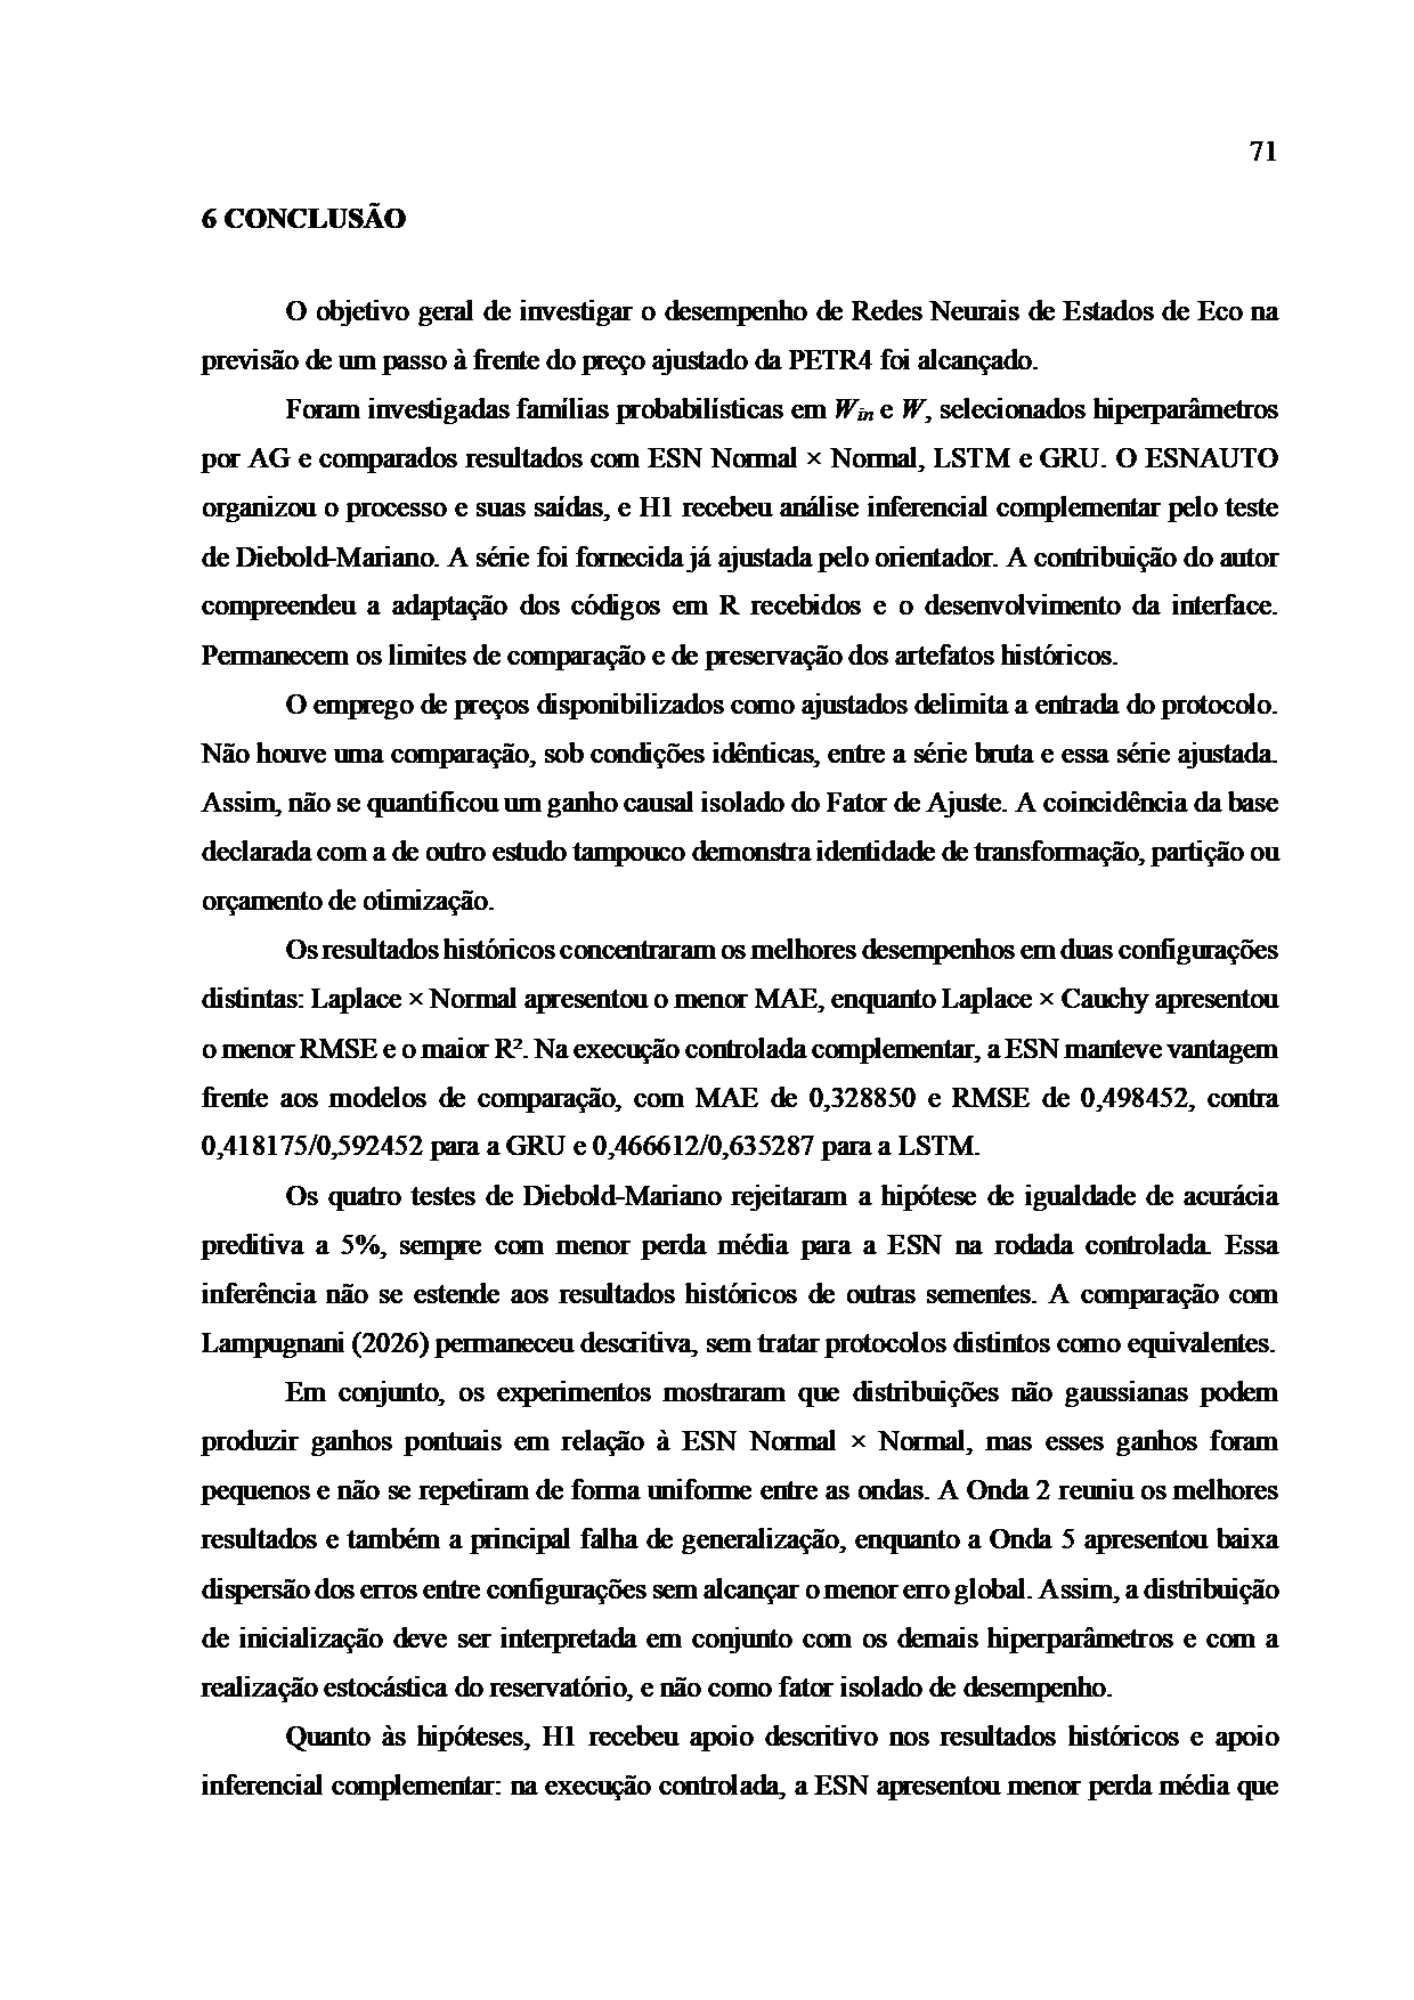 71
6 CONCLUSÃO
O objetivo geral de investigar o desempenho de Redes Neurais de Estados de Eco na
previsão de um passo à frente do preço ajustado da PETR4 foi alcançado.
Foram investigadas famílias probabilísticas em Win e W, selecionados hiperparâmetros
por AG e comparados resultados com ESN Normal × Normal, LSTM e GRU. O ESNAUTO
organizou o processo e suas saídas, e H1 recebeu análise inferencial complementar pelo teste
de Diebold-Mariano. A série foi fornecida já ajustada pelo orientador. A contribuição do autor
compreendeu a adaptação dos códigos em R recebidos e o desenvolvimento da interface.
Permanecem os limites de comparação e de preservação dos artefatos históricos.
O emprego de preços disponibilizados como ajustados delimita a entrada do protocolo.
Não houve uma comparação, sob condições idênticas, entre a série bruta e essa série ajustada.
Assim, não se quantificou um ganho causal isolado do Fator de Ajuste. A coincidência da base
declarada com a de outro estudo tampouco demonstra identidade de transformação, partição ou
orçamento de otimização.
Os resultados históricos concentraram os melhores desempenhos em duas configurações
distintas: Laplace × Normal apresentou o menor MAE, enquanto Laplace × Cauchy apresentou
o menor RMSE e o maior R². Na execução controlada complementar, a ESN manteve vantagem
frente aos modelos de comparação, com MAE de 0,328850 e RMSE de 0,498452, contra
0,418175/0,592452 para a GRU e 0,466612/0,635287 para a LSTM.
Os quatro testes de Diebold-Mariano rejeitaram a hipótese de igualdade de acurácia
preditiva a 5%, sempre com menor perda média para a ESN na rodada controlada. Essa
inferência não se estende aos resultados históricos de outras sementes. A comparação com
Lampugnani (2026) permaneceu descritiva, sem tratar protocolos distintos como equivalentes.
Em conjunto, os experimentos mostraram que distribuições não gaussianas podem
produzir ganhos pontuais em relação à ESN Normal × Normal, mas esses ganhos foram
pequenos e não se repetiram de forma uniforme entre as ondas. A Onda 2 reuniu os melhores
resultados e também a principal falha de generalização, enquanto a Onda 5 apresentou baixa
dispersão dos erros entre configurações sem alcançar o menor erro global. Assim, a distribuição
de inicialização deve ser interpretada em conjunto com os demais hiperparâmetros e com a
realização estocástica do reservatório, e não como fator isolado de desempenho.
Quanto às hipóteses, H1 recebeu apoio descritivo nos resultados históricos e apoio
inferencial complementar: na execução controlada, a ESN apresentou menor perda média que